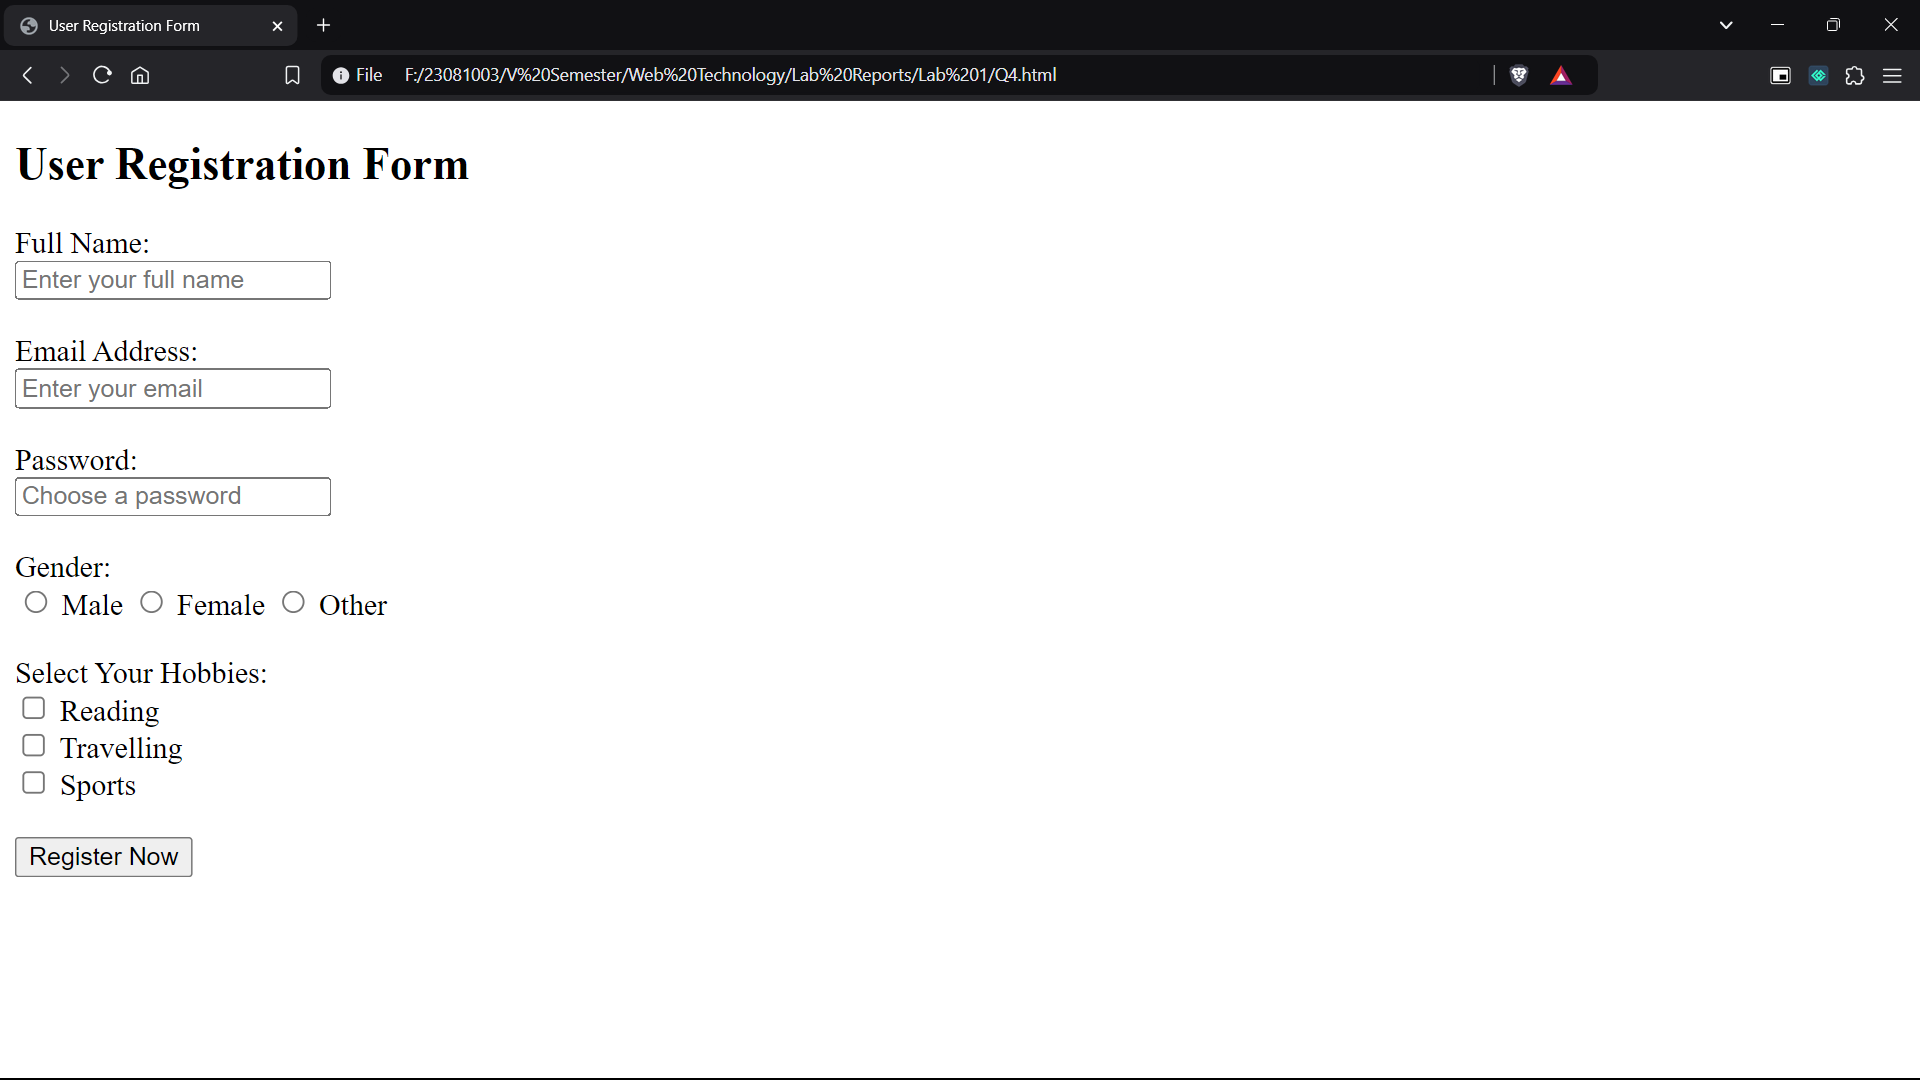 User Registration Form
File F:/23081003/V%20Semester/Web%20Technology/Lab%20Reports/Lab%201/Q4.html
User Registration Form
Full Name:
Enter your full name
Email Address:
Enter your email
Password:
Choose a password
Gender:
Male Female Other
Select Your Hobbies:
Reading
Travelling
Sports
Register Now